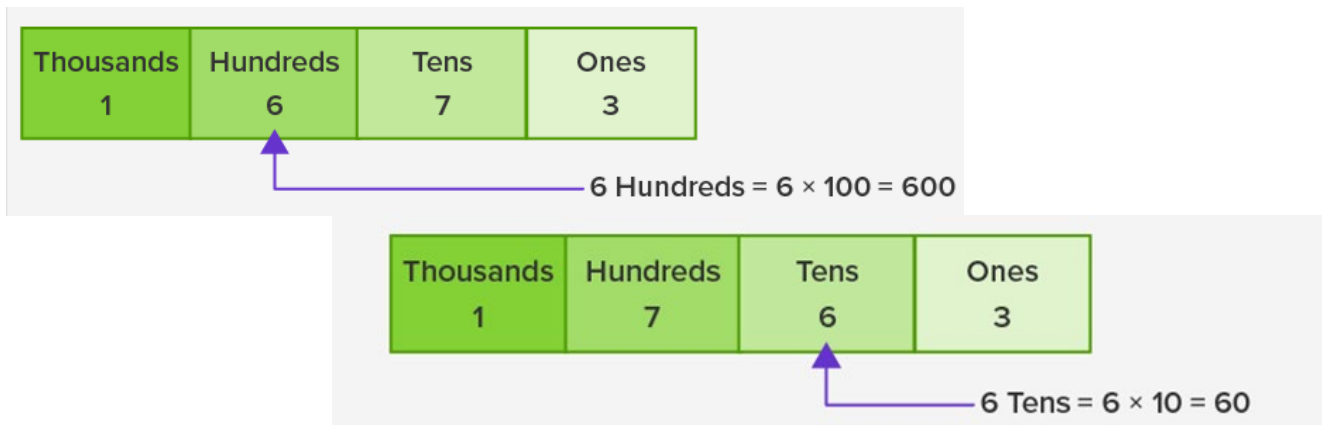 Thousands Hundreds Tens Ones
1 6 7 3
6 Hundreds = 6 × 100 = 600
Thousands Hundreds Tens Ones
1 7 6 3
6 Tens = 6 × 10 = 60